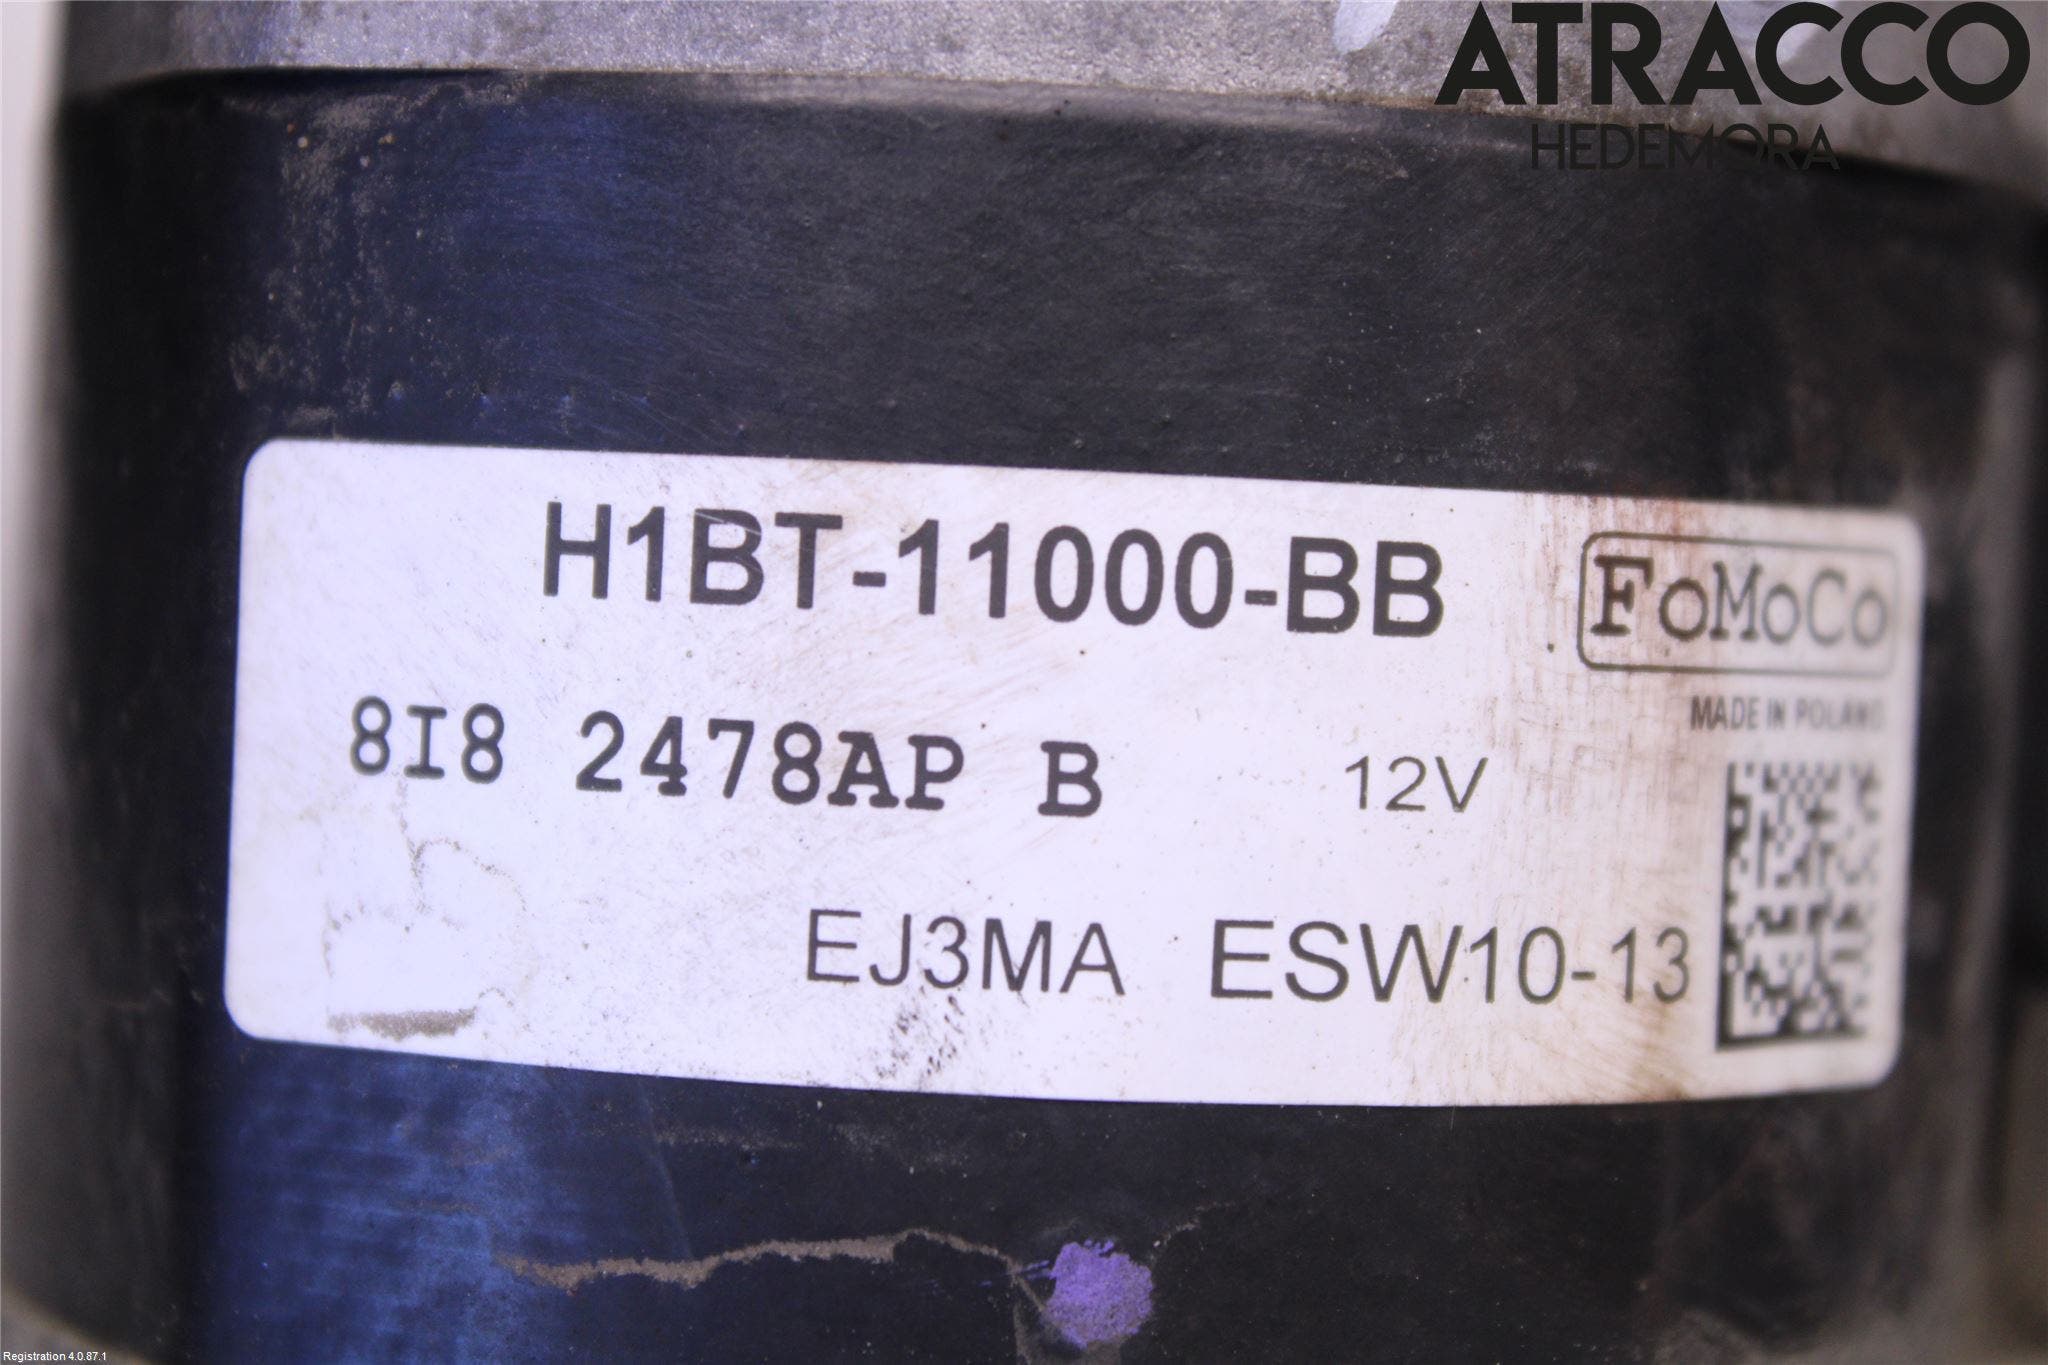 ATRACCO
HEDEMORA
H1BT-11000-BB
FoMoCo
MADE IN POLAND
8I8 2478AP B 12V
EJ3MA ESW10-13
Registration 4.0.87.1